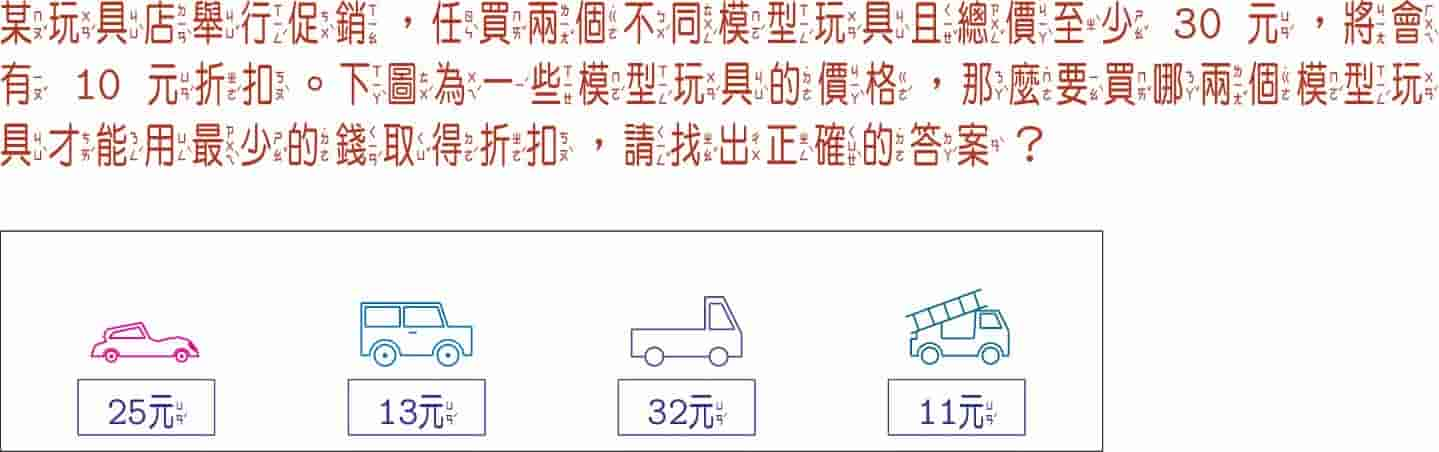 某玩具店舉行促銷，任買兩個不同模型玩具且總價至少 30 元，將會
有 10 元折扣。下圖為一些模型玩具的價格，那麼要買哪兩個模型玩
具才能用最少的錢取得折扣，請找出正確的答案？
25元 13元 32元 11元